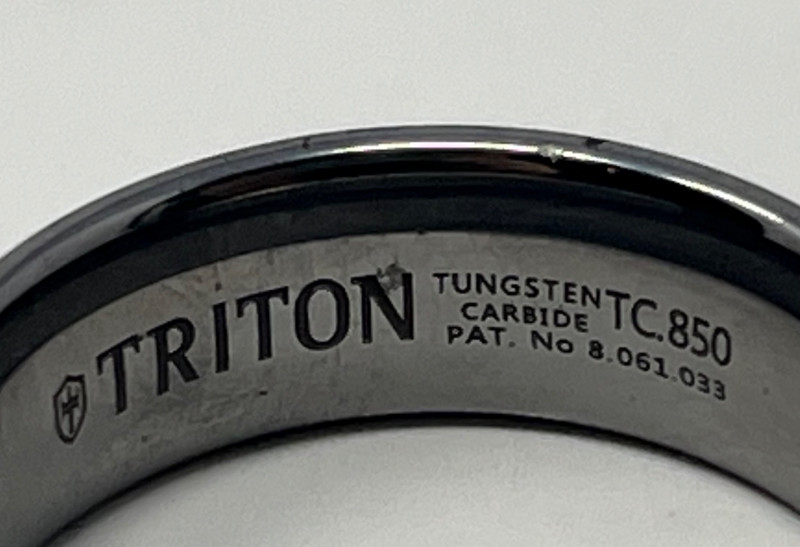 TRITON
TUNGSTEN
CARBIDE
TC.850
PAT. No 8.061.033